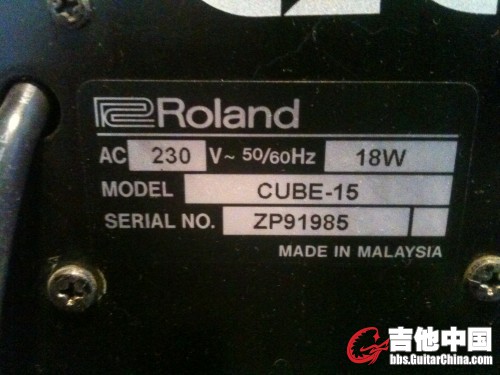 Roland
AC 230 V~ 50/60Hz 18W
MODEL CUBE-15
SERIAL NO. ZP91985
MADE IN MALAYSIA
吉他中国
bbs.GuitarChina.com